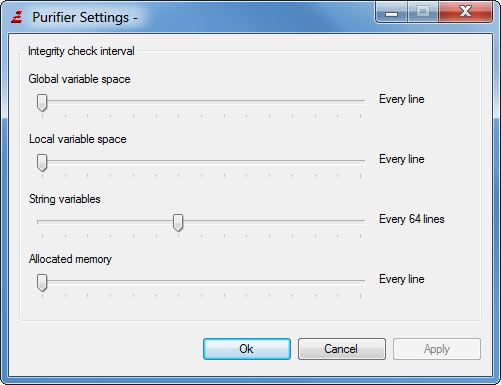 Purifier Settings -
Integrity check interval
Global variable space
Every line
Local variable space
Every line
String variables
Every 64 lines
Allocated memory
Every line
Ok Cancel Apply